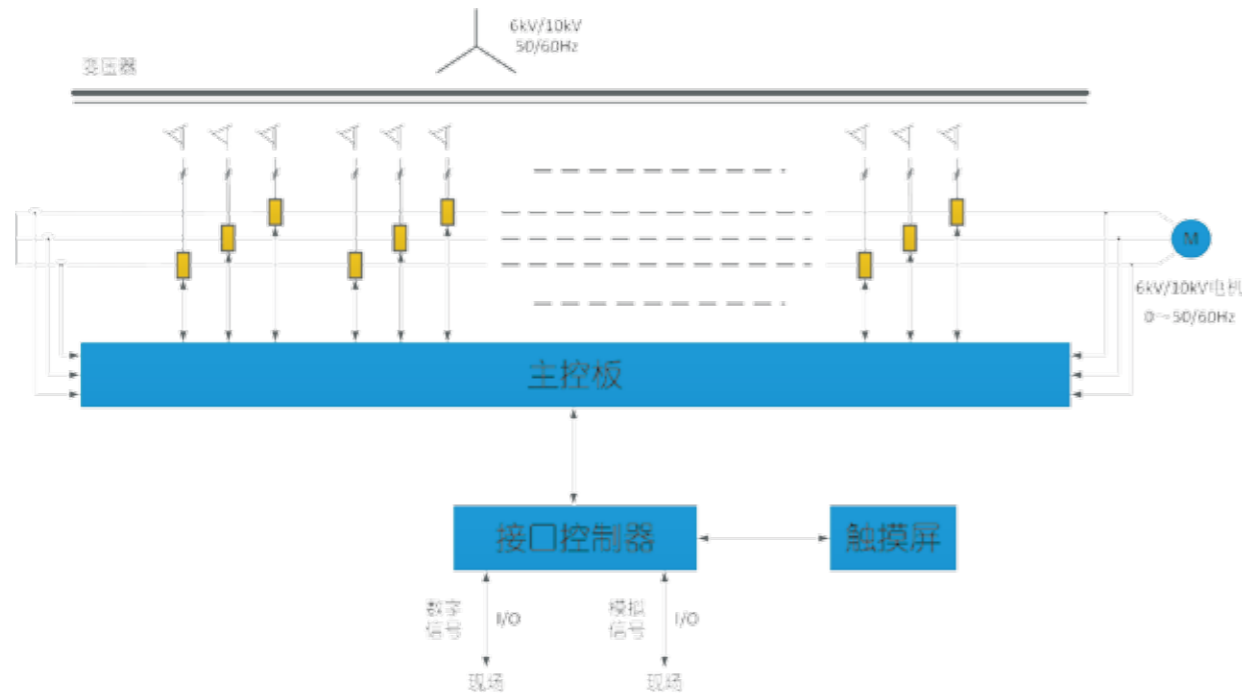 6kV/10kV
50/60Hz
变压器
M
6kV/10kV电机
0~50/60Hz
主控板
接口控制器
触摸屏
数字
信号
I/O
模拟
信号
I/O
现场
现场